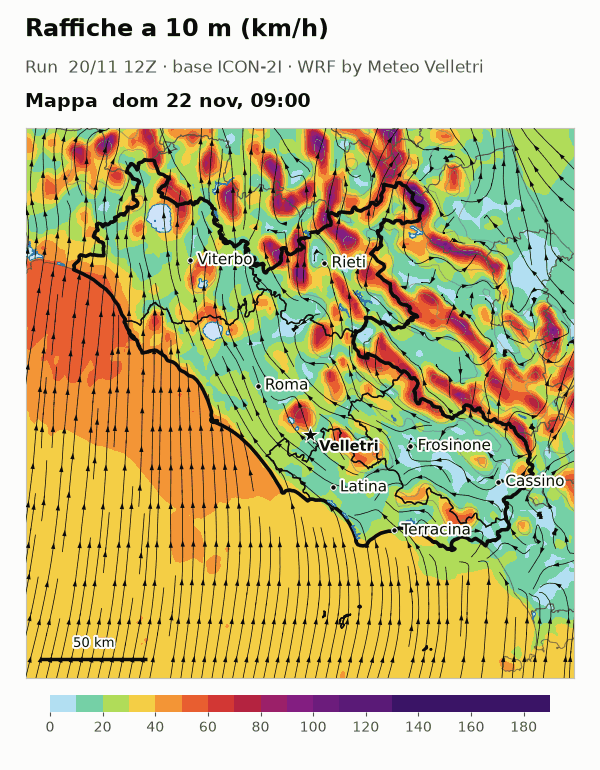 Raffiche a 10 m (km/h)
Run  20/11 12Z · base ICON-2I · WRF by Meteo Velletri
Mappa  dom 22 nov, 09:00
Viterbo
Rieti
Roma
Velletri
Frosinone
Latina
Cassino
Terracina
50 km
0 20 40 60 80 100 120 140 160 180